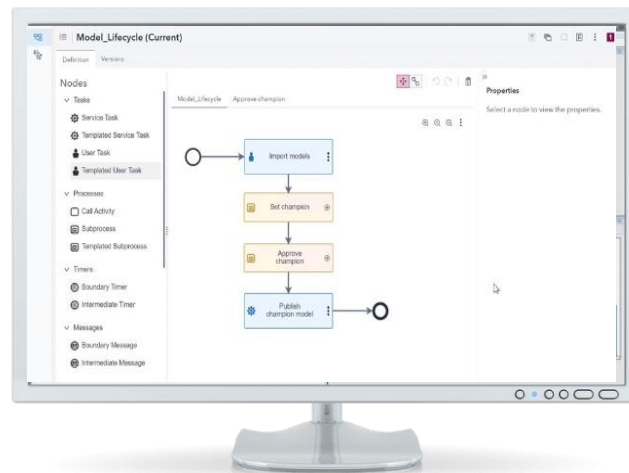 Model_Lifecycle (Current)
Definition Versions
Nodes
Tasks
Service Task
Templated Service Task
User Task
Templated User Task
Processes
Call Activity
Subprocess
Templated Subprocess
Timers
Boundary Timer
Intermediate Timer
Messages
Boundary Message
Intermediate Message
Model_Lifecycle Approve champion
Import models
Set champion
Approve
champion
Publish
champion model
Properties
Select a node to view the properties.